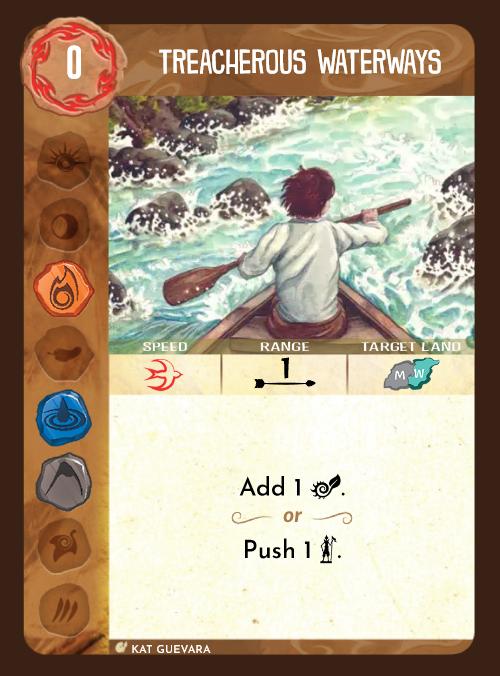 0
TREACHEROUS WATERWAYS
SPEED RANGE TARGET LAND
1 M W
Add 1 .
or
Push 1 .
KAT GUEVARA